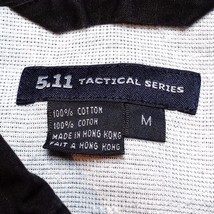 5.11 TACTICAL SERIES
100% COTTON
100% COTON
MADE IN HONG KONG
FAIT A HONG KONG
M